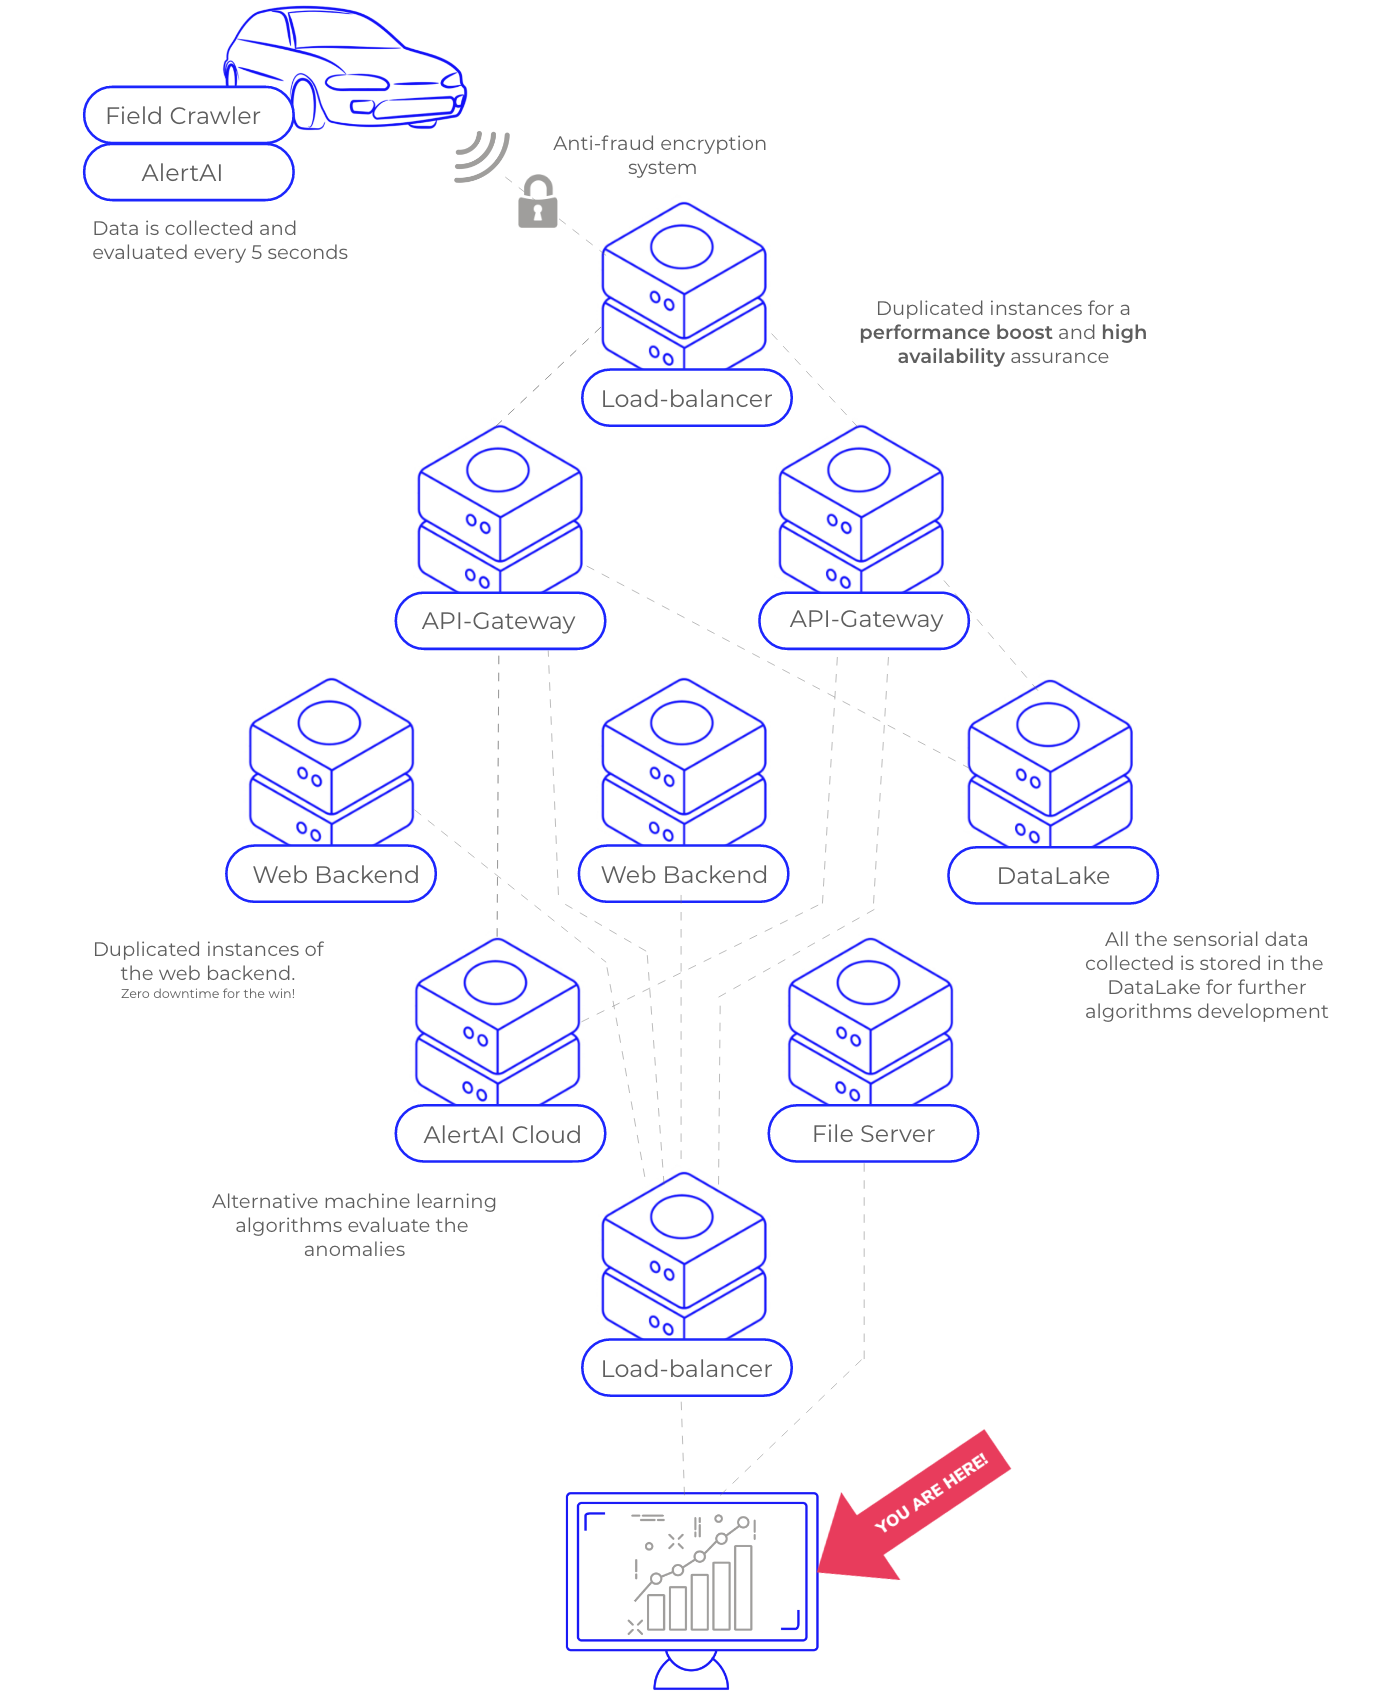 Field Crawler
AlertAI
Data is collected and
evaluated every 5 seconds
Anti-fraud encryption
system
Duplicated instances for a
performance boost and high
availability assurance
Load-balancer
API-Gateway
API-Gateway
Web Backend
Web Backend
DataLake
Duplicated instances of
the web backend.
Zero downtime for the win!
All the sensorial data
collected is stored in the
DataLake for further
algorithms development
AlertAI Cloud
File Server
Alternative machine learning
algorithms evaluate the
anomalies
Load-balancer
YOU ARE HERE!